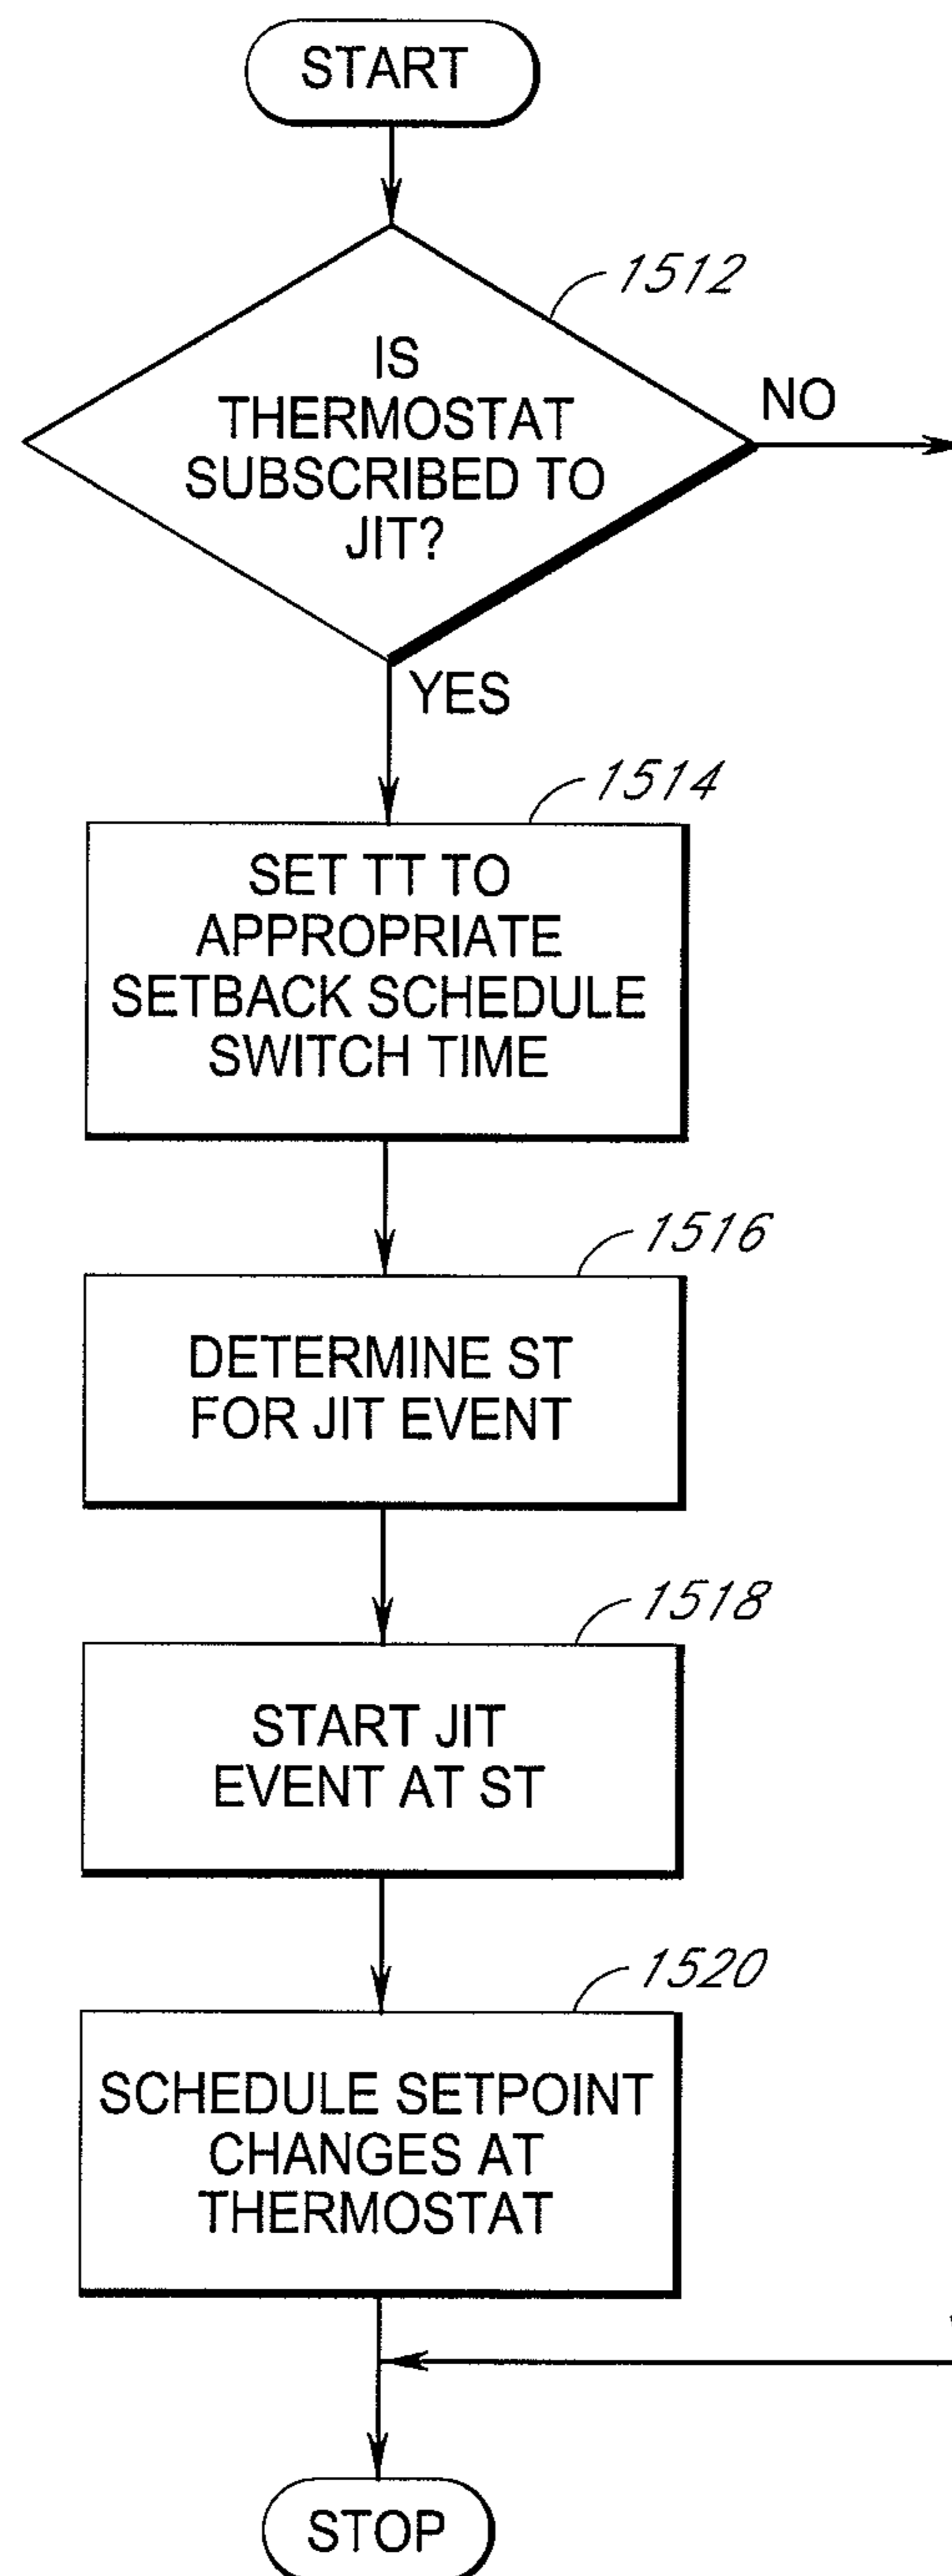 START
1512
IS
THERMOSTAT
SUBSCRIBED TO
JIT?
NO
YES
1514
SET TT TO
APPROPRIATE
SETBACK SCHEDULE
SWITCH TIME
1516
DETERMINE ST
FOR JIT EVENT
1518
START JIT
EVENT AT ST
1520
SCHEDULE SETPOINT
CHANGES AT
THERMOSTAT
STOP